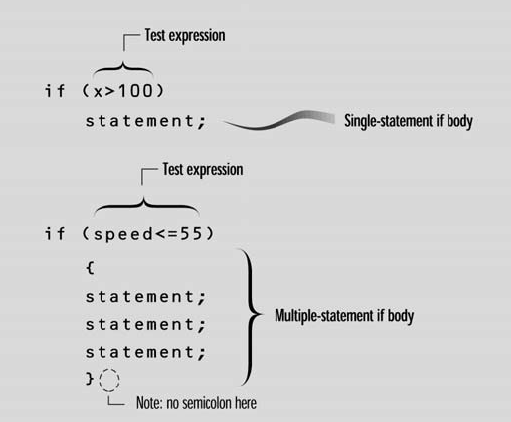 Test expression
if (x>100)
statement;
Single-statement if body
Test expression
if (speed<=55)
{
statement;
statement;
statement;
}
Multiple-statement if body
Note: no semicolon here